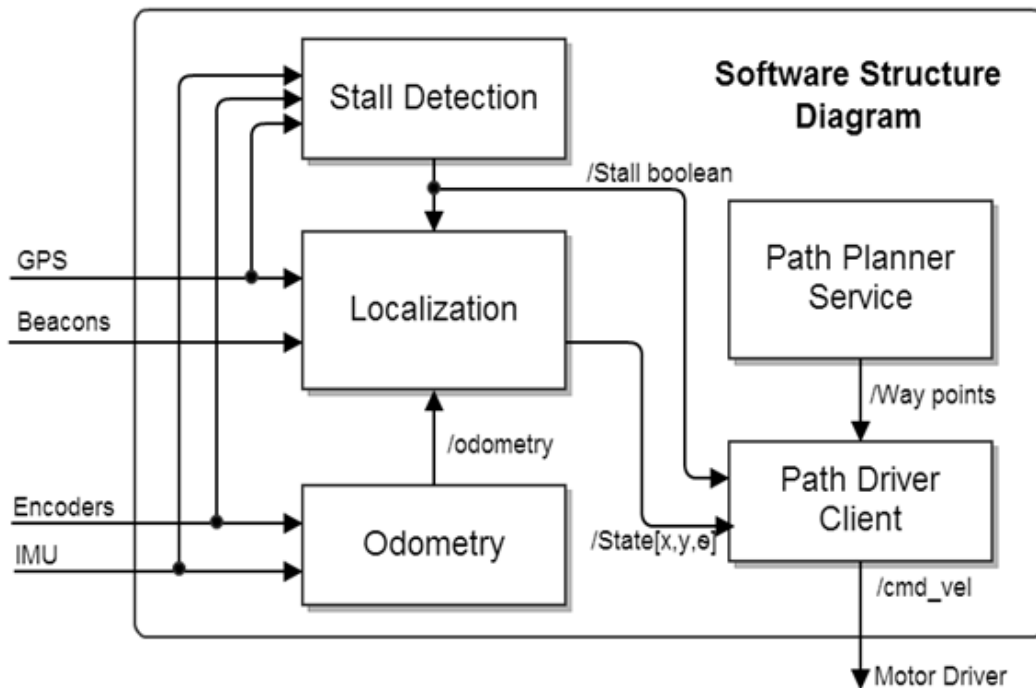 Software Structure
Diagram
Stall Detection
/Stall boolean
Path Planner
Service
GPS
Localization
Beacons
/Way points
/odometry
Encoders
IMU
Odometry
Path Driver
Client
/State[x,y,ɵ]
/cmd_vel
Motor Driver